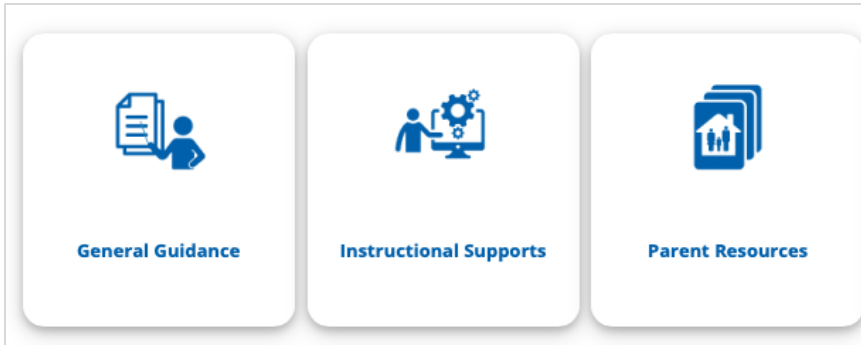 General Guidance
Instructional Supports
Parent Resources